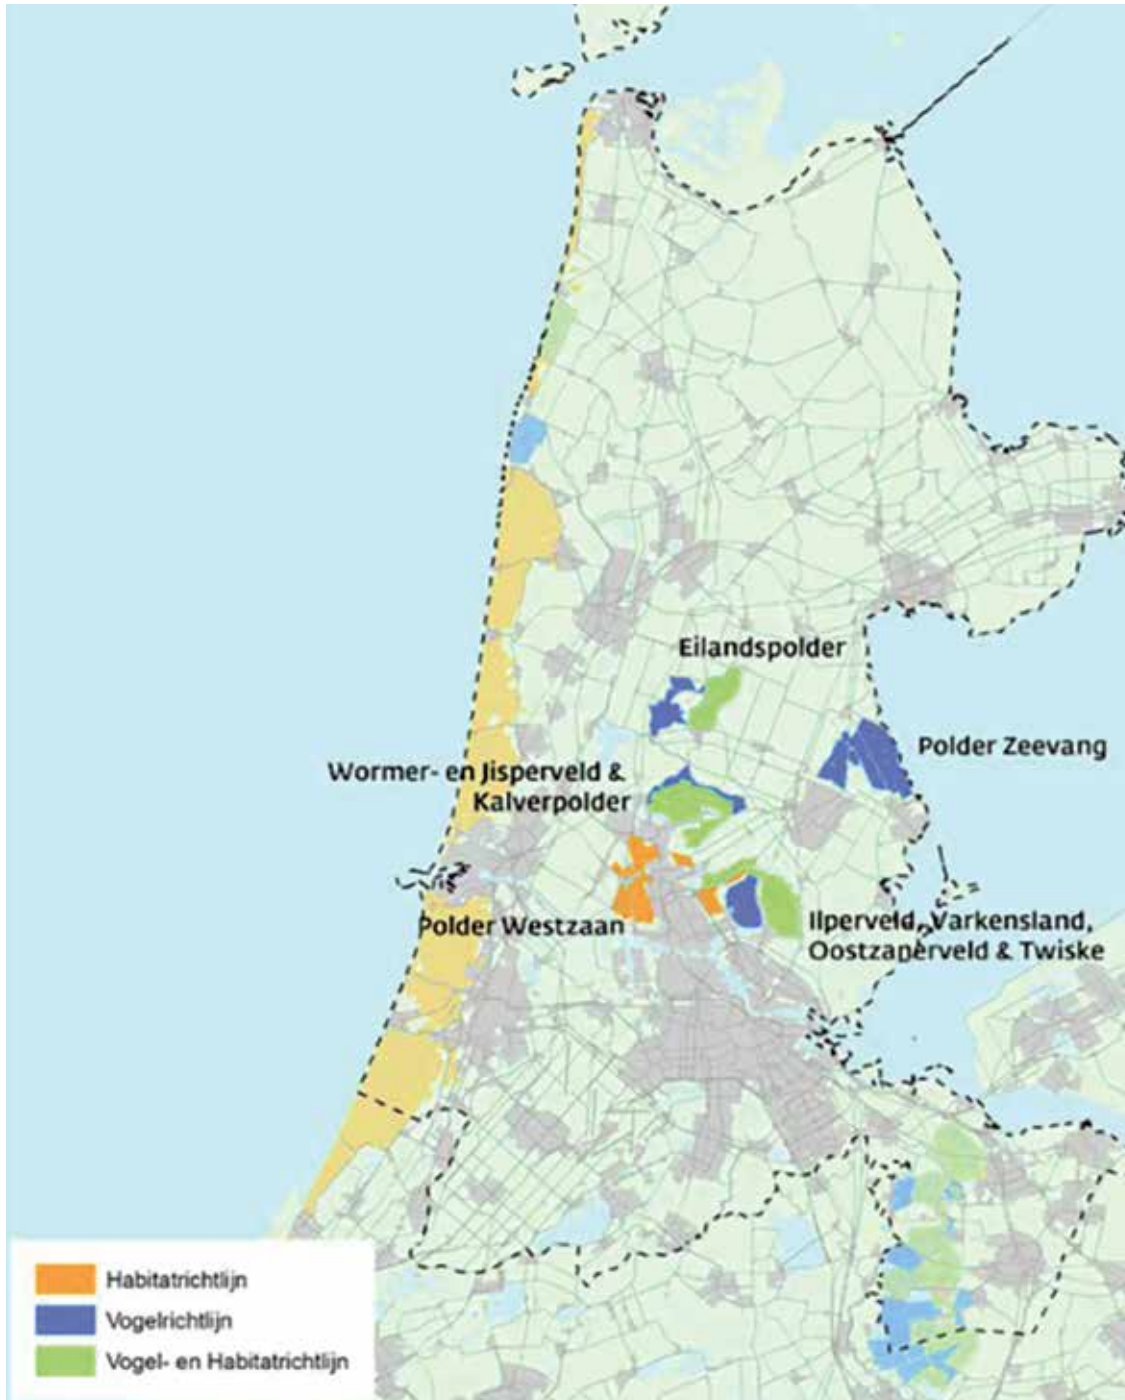 Eilandspolder
Polder Zeevang
Wormer- en Jisperveld &
Kalverpolder
Polder Westzaan
Ilperveld, Varkensland,
Oostzanerveld & Twiske
Habitatrichtlijn
Vogelrichtlijn
Vogel- en Habitatrichtlijn